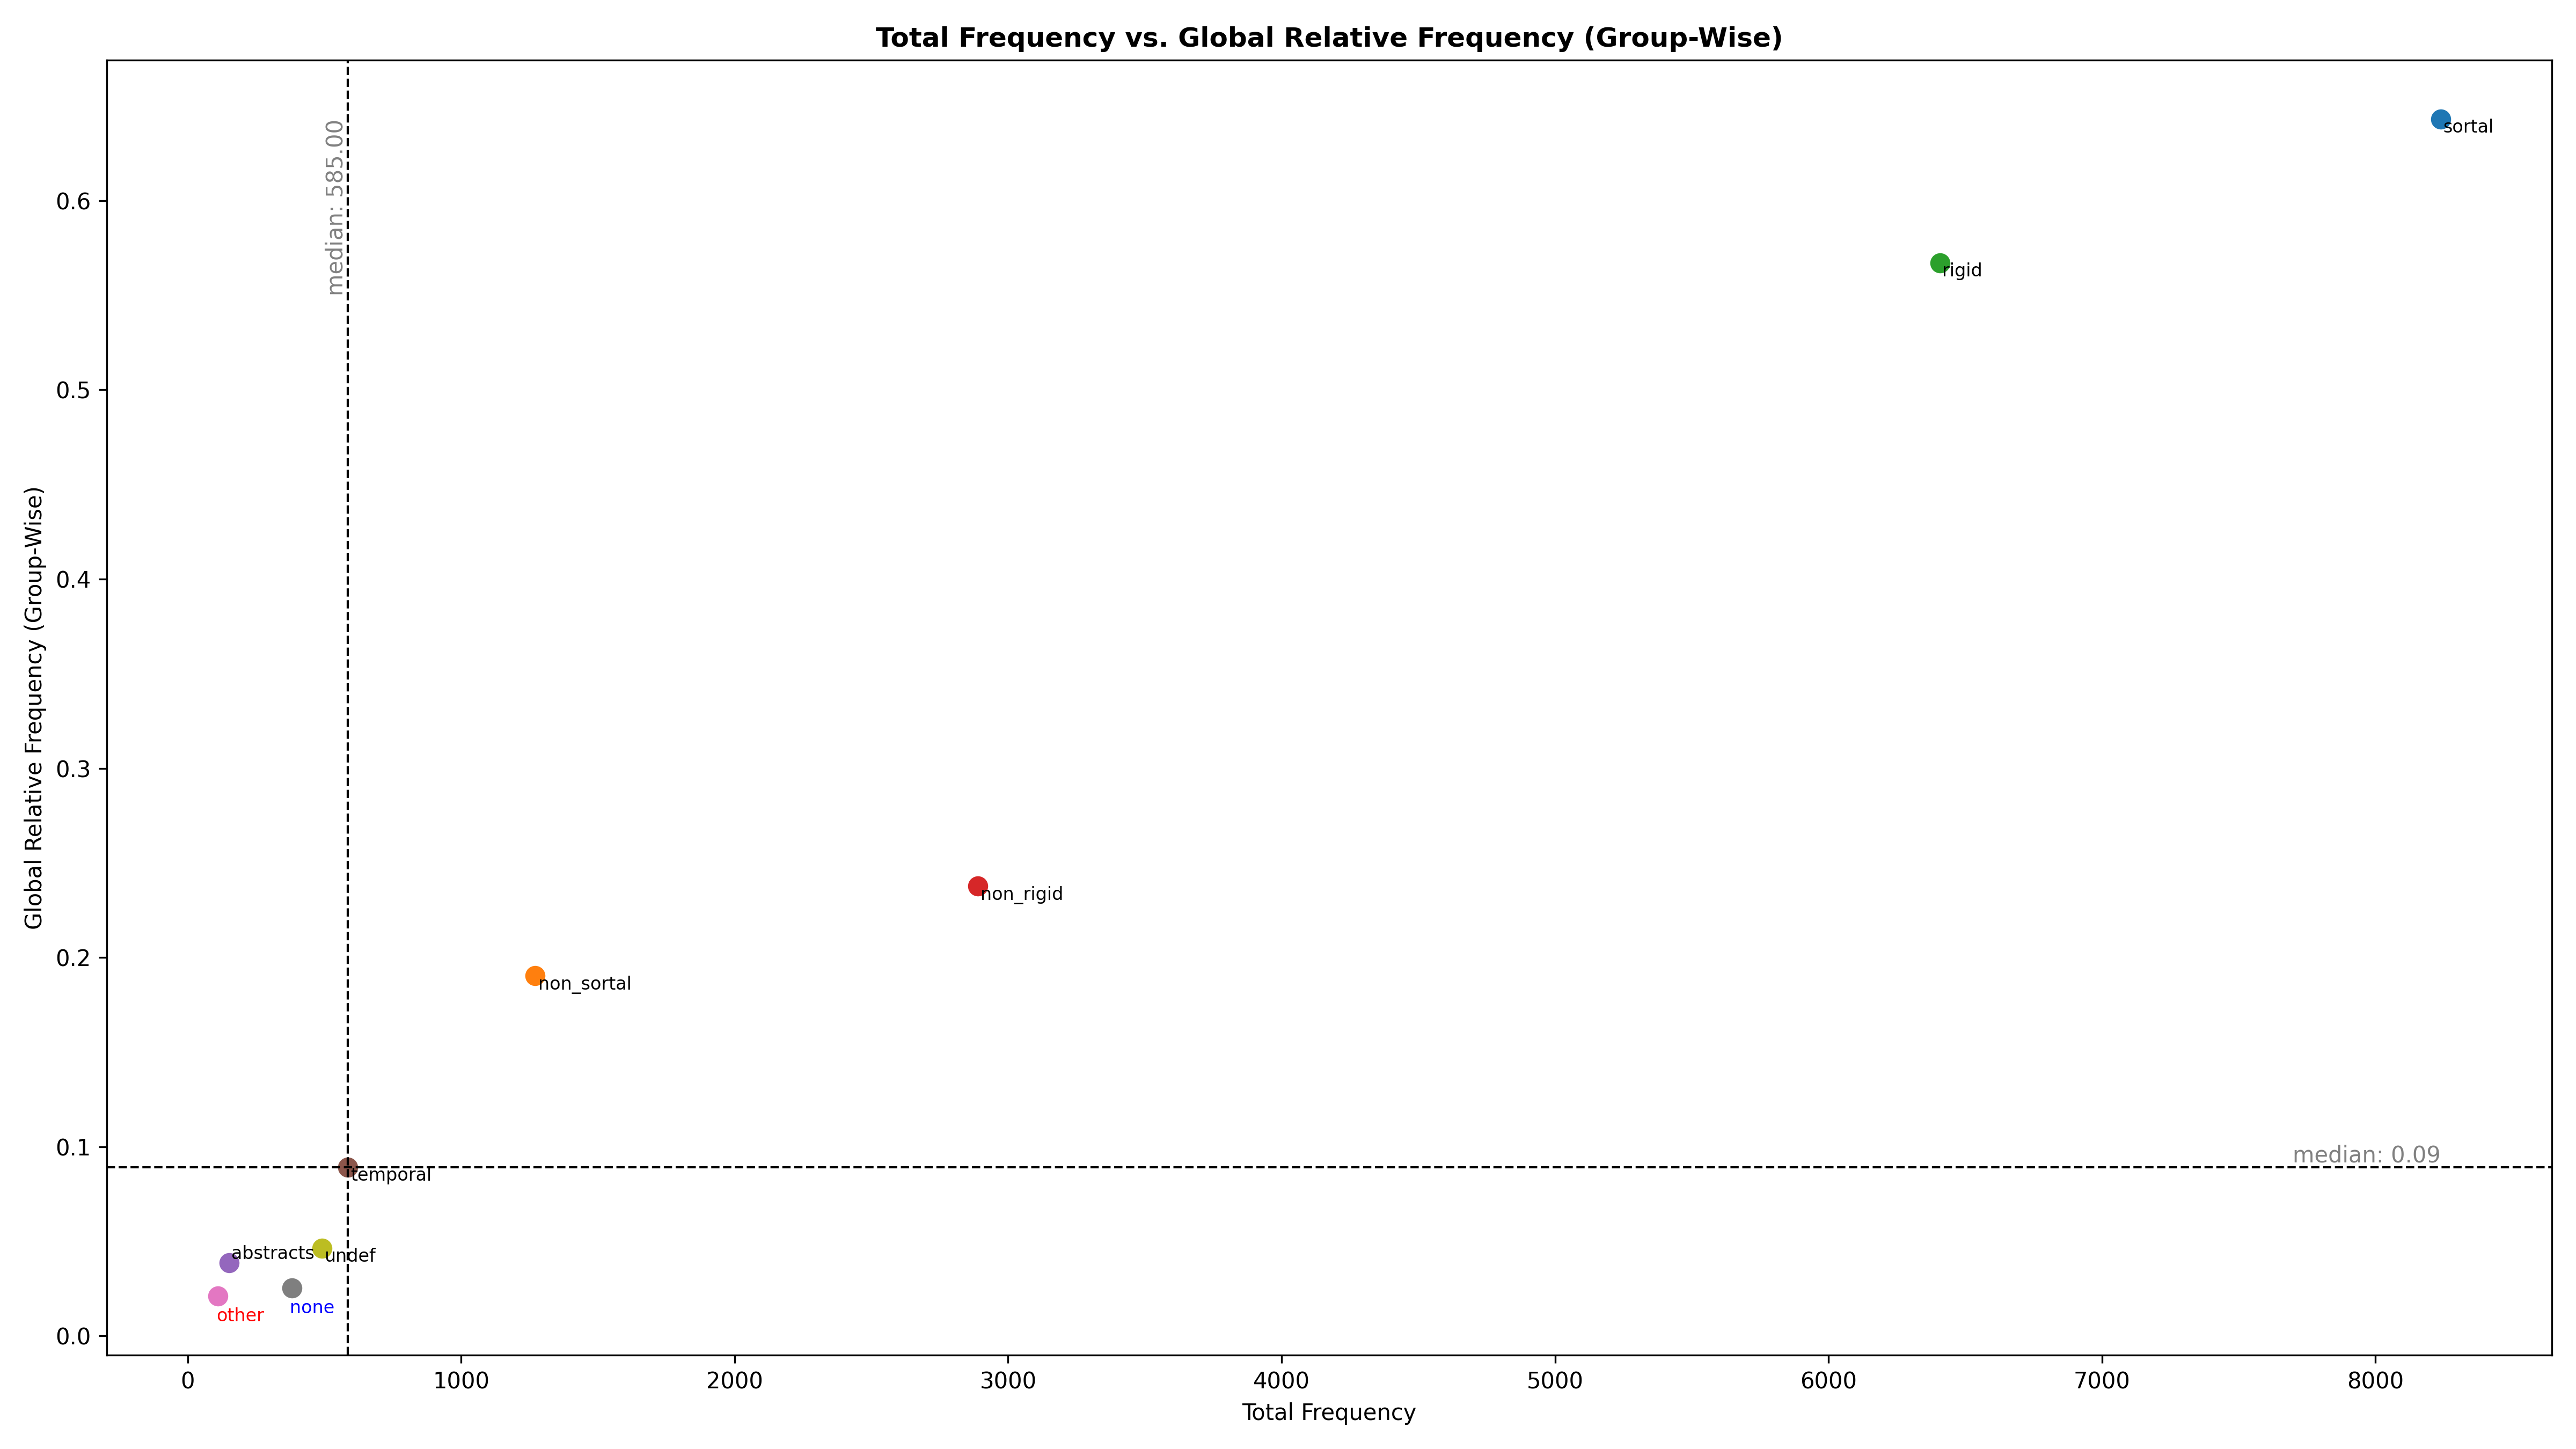 Total Frequency vs. Global Relative Frequency (Group-Wise)
Global Relative Frequency (Group-Wise)
0.6
0.5
0.4
0.3
0.2
0.1
0.0
median: 585.00
sortal
rigid
non_rigid
non_sortal
median: 0.09
temporal
abstracts
undef
none
other
0
1000
2000
3000
4000
5000
6000
7000
8000
Total Frequency